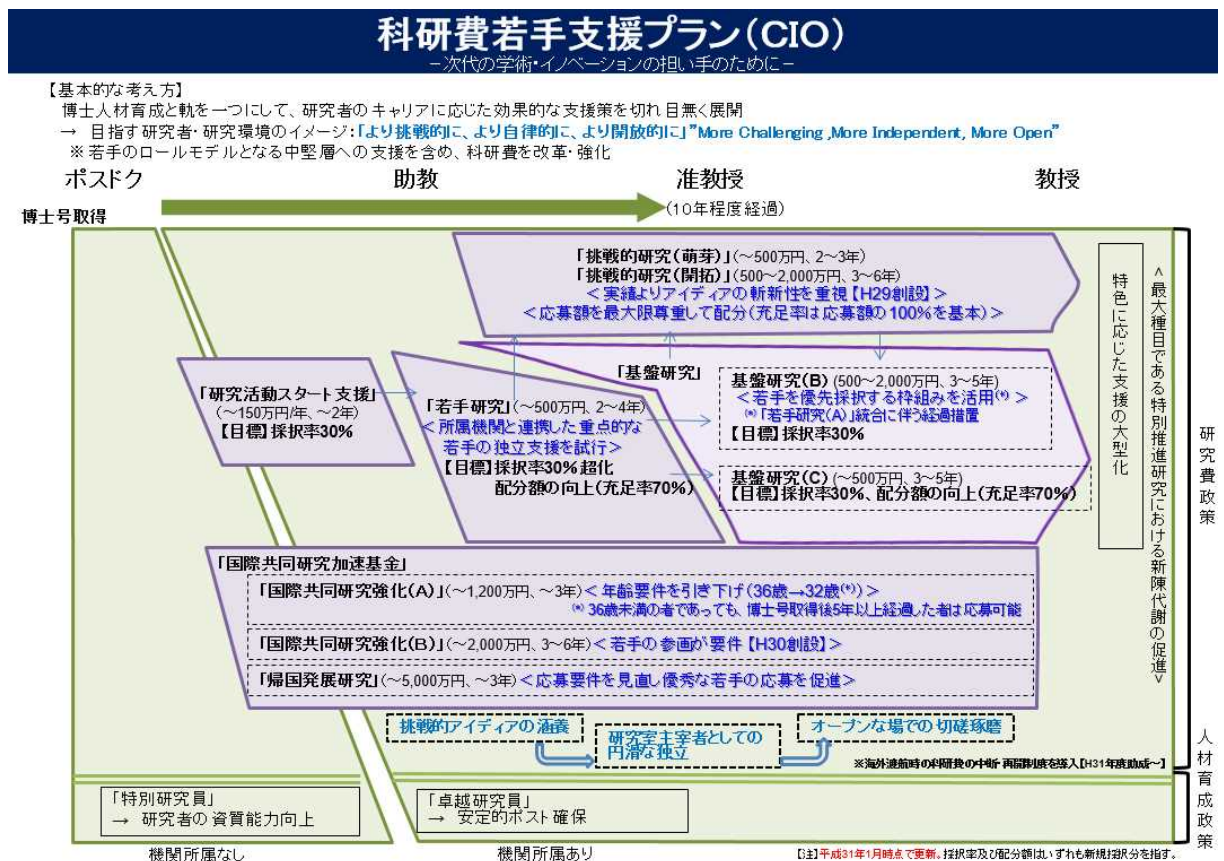 科研費若手支援プラン(CIO)
－次代の学術・イノベーションの担い手のために－
【基本的な考え方】
博士人材育成と軌を一つにして、研究者のキャリアに応じた効果的な支援策を切れ目無く展開
→ 目指す研究者・研究環境のイメージ：「より挑戦的に、より自律的に、より開放的に」”More Challenging ,More Independent, More Open”
※ 若手のロールモデルとなる中堅層への支援を含め、科研費を改革・強化
ポスドク 助教 准教授 教授
博士号取得
(10年程度経過)
「挑戦的研究(萌芽)」(～500万円、2～3年)
「挑戦的研究(開拓)」(500～2,000万円、3～6年)
＜実績よりアイディアの斬新性を重視【H29創設】＞
＜応募額を最大限尊重して配分(充足率は応募額の100%を基本)＞
「研究活動スタート支援」
(～150万円/年、～2年)
【目標】採択率30%
「若手研究」(～500万円、2～4年)
＜所属機関と連携した重点的な
若手の独立支援を試行＞
【目標】採択率30%超化
配分額の向上(充足率70%)
「基盤研究」
基盤研究(B) (500～2,000万円、3～5年)
＜若手を優先採択する枠組みを活用(*)＞
(*)「若手研究(A)」統合に伴う経過措置
【目標】採択率30%
基盤研究(C) (～500万円、3～5年)
【目標】採択率30%、配分額の向上(充足率70%)
特色に応じた支援の大型化
＜最大種目である特別推進研究における新陳代謝の促進＞
研究費政策
「国際共同研究加速基金」
「国際共同研究強化(A)」(～1,200万円、～3年)＜年齢要件を引き下げ(36歳→32歳(*))＞
(*) 36歳未満の者であっても、博士号取得後5年以上経過した者は応募可能
「国際共同研究強化(B)」(～2,000万円、3～6年)＜若手の参画が要件【H30創設】＞
「帰国発展研究」(～5,000万円、～3年)＜応募要件を見直し優秀な若手の応募を促進＞
挑戦的アイディアの涵養
研究室主宰者としての
円滑な独立
オープンな場での切磋琢磨
※海外渡航時の科研費の中断・再開制度を導入【H31年度助成～】
人材育成政策
「特別研究員」
→ 研究者の資質能力向上
「卓越研究員」
→ 安定的ポスト確保
機関所属なし 機関所属あり
【注】平成31年1月時点で更新。採択率及び配分額はいずれも新規採択分を指す。